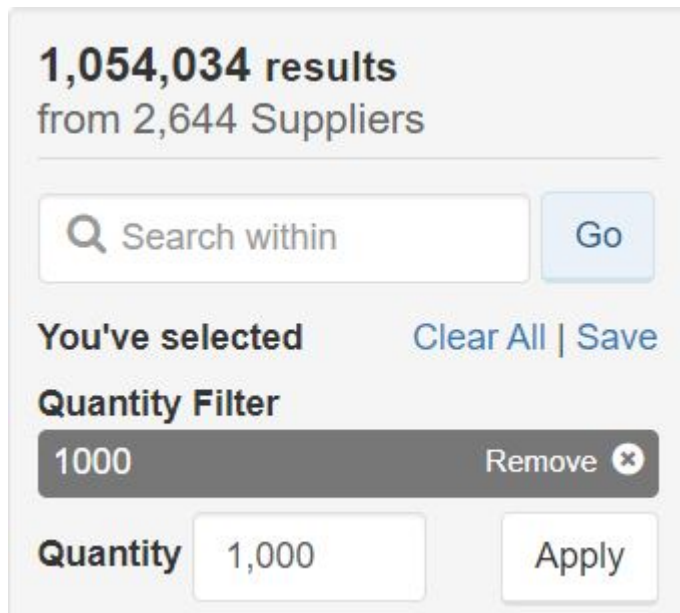 1,054,034 results
from 2,644 Suppliers
Search within Go
You've selected Clear All | Save
Quantity Filter
1000 Remove
Quantity 1,000 Apply